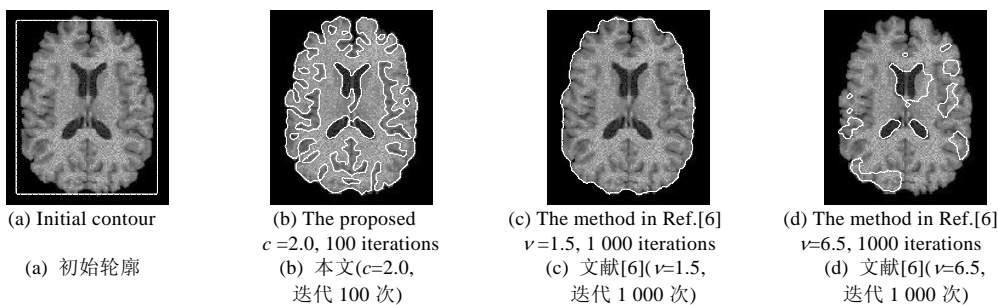 (a) Initial contour
(b) The proposed
c =2.0, 100 iterations
(c) The method in Ref.[6]
ν =1.5, 1 000 iterations
(d) The method in Ref.[6]
ν=6.5, 1000 iterations
(a) 初始轮廓
(b) 本文(c=2.0,
迭代 100 次)
(c) 文献[6](ν=1.5,
迭代 1 000 次)
(d) 文献[6](ν=6.5,
迭代 1 000 次)